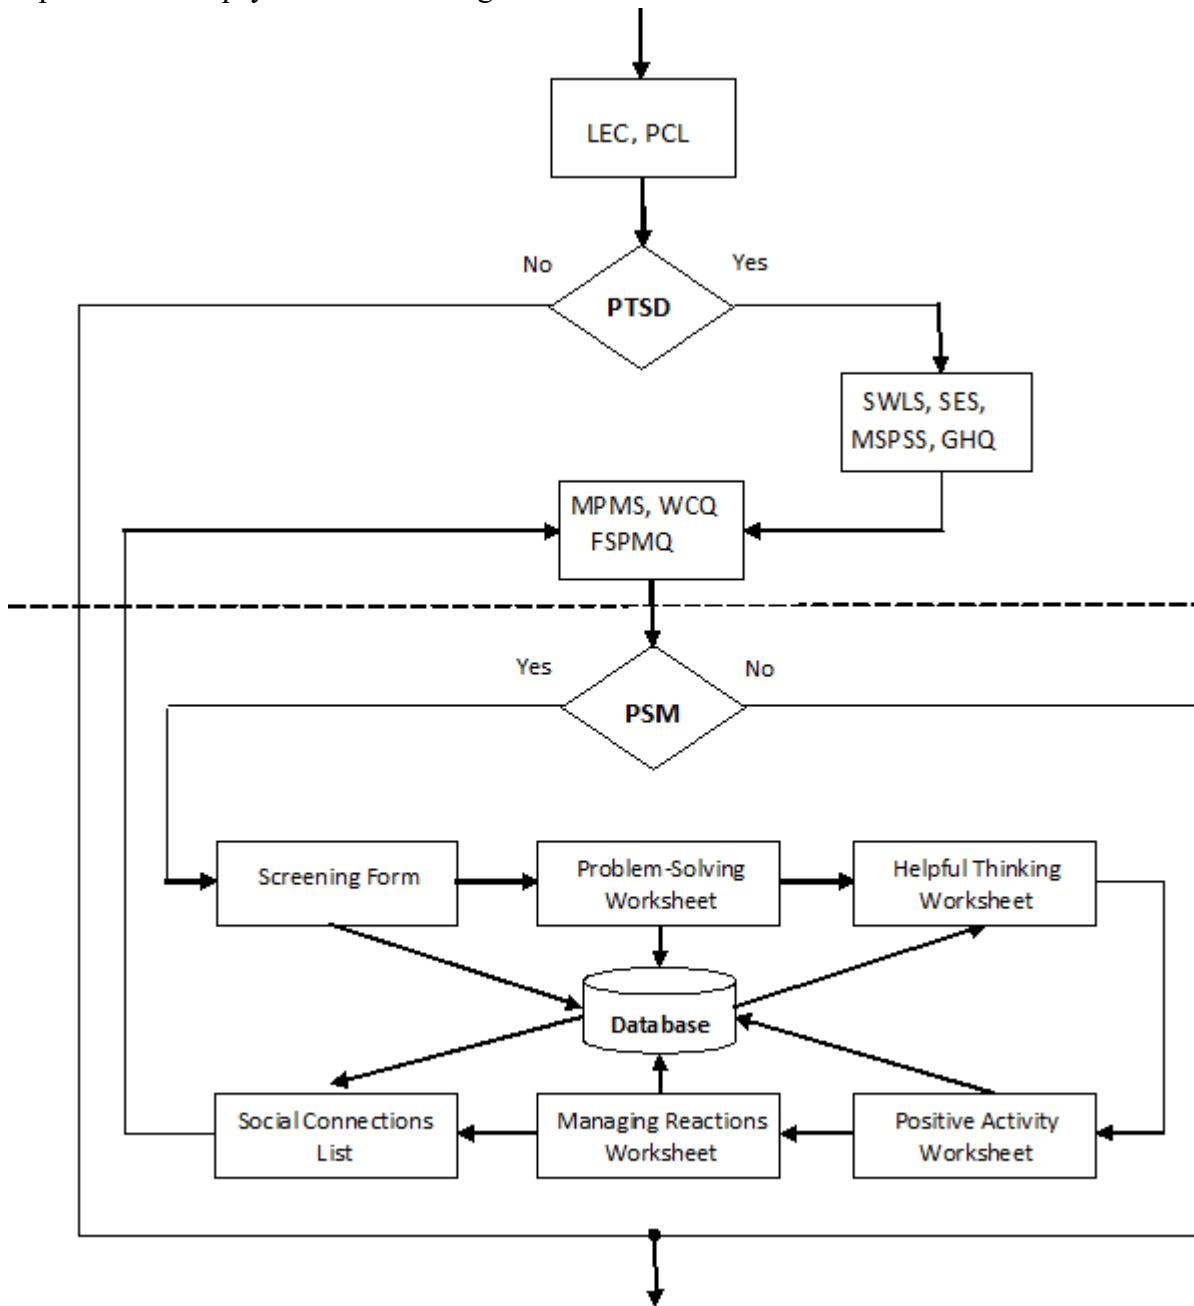 LEC, PCL
No
Yes
PTSD
SWLS, SES,
MSPSS, GHQ
MPMS, WCQ
FSPMQ
Yes
No
PSM
Screening Form
Problem-Solving
Worksheet
Helpful Thinking
Worksheet
Database
Social Connections
List
Managing Reactions
Worksheet
Positive Activity
Worksheet